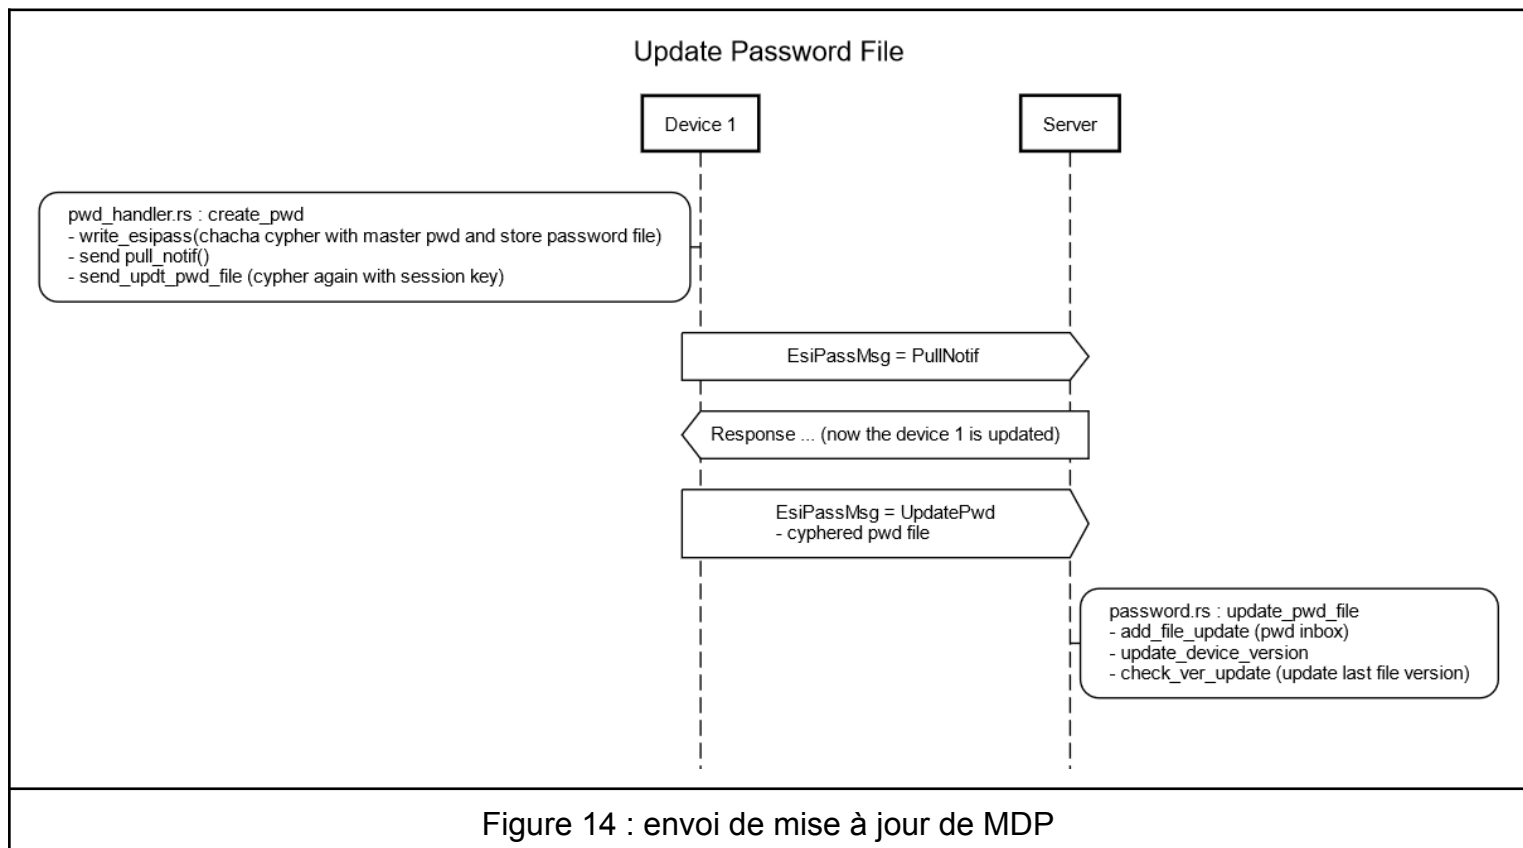 Update Password File
Device 1
Server
pwd_handler.rs : create_pwd
- write_esipass(chacha cypher with master pwd and store password file)
- send pull_notif()
- send_updt_pwd_file (cypher again with session key)
EsiPassMsg = PullNotif
Response ... (now the device 1 is updated)
EsiPassMsg = UpdatePwd
- cyphered pwd file
password.rs : update_pwd_file
- add_file_update (pwd inbox)
- update_device_version
- check_ver_update (update last file version)
Figure 14 : envoi de mise à jour de MDP